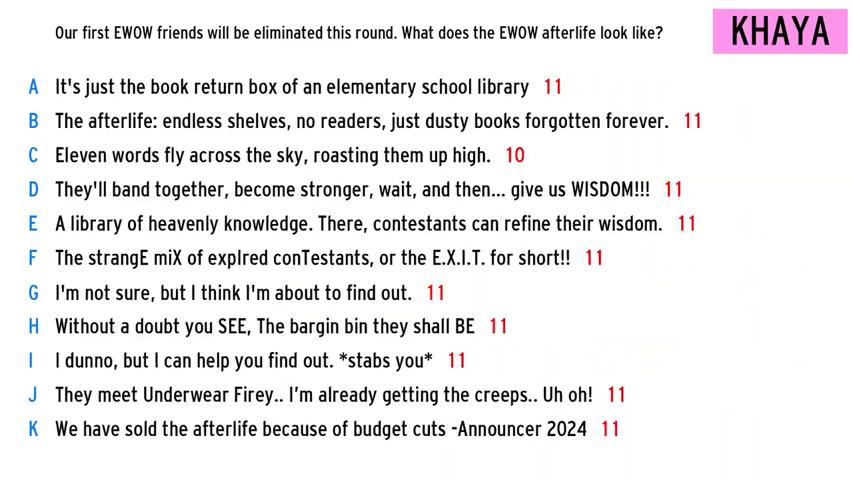 Our first EWOW friends will be eliminated this round. What does the EWOW afterlife look like?
KHAYA
A It's just the book return box of an elementary school library 11
B The afterlife: endless shelves, no readers, just dusty books forgotten forever. 11
C Eleven words fly across the sky, roasting them up high. 10
D They'll band together, become stronger, wait, and then... give us WISDOM!!! 11
E A library of heavenly knowledge. There, contestants can refine their wisdom. 11
F The strangE miX of expIred conTestants, or the E.X.I.T. for short!! 11
G I'm not sure, but I think I'm about to find out. 11
H Without a doubt you SEE, The bargin bin they shall BE 11
I I dunno, but I can help you find out. *stabs you* 11
J They meet Underwear Firey.. I'm already getting the creeps.. Uh oh! 11
K We have sold the afterlife because of budget cuts -Announcer 2024 11